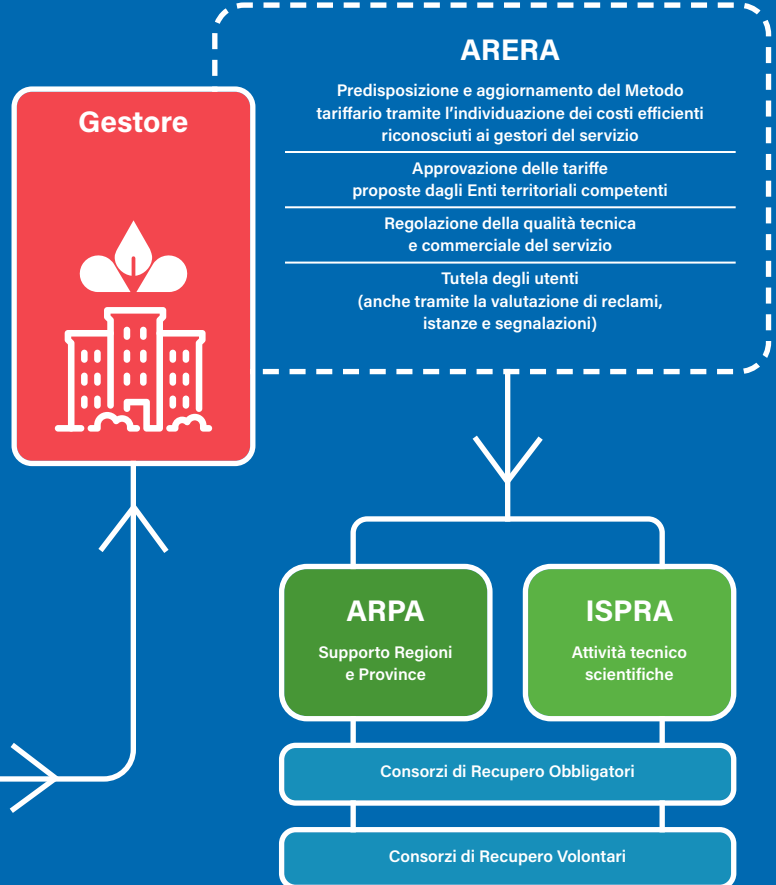 Gestore
ARERA
Predisposizione e aggiornamento del Metodo
tariffario tramite l'individuazione dei costi efficienti
riconosciuti ai gestori del servizio
Approvazione delle tariffe
proposte dagli Enti territoriali competenti
Regolazione della qualità tecnica
e commerciale del servizio
Tutela degli utenti
(anche tramite la valutazione di reclami,
istanze e segnalazioni)
ARPA
Supporto Regioni
e Province
ISPRA
Attività tecnico
scientifiche
Consorzi di Recupero Obbligatori
Consorzi di Recupero Volontari